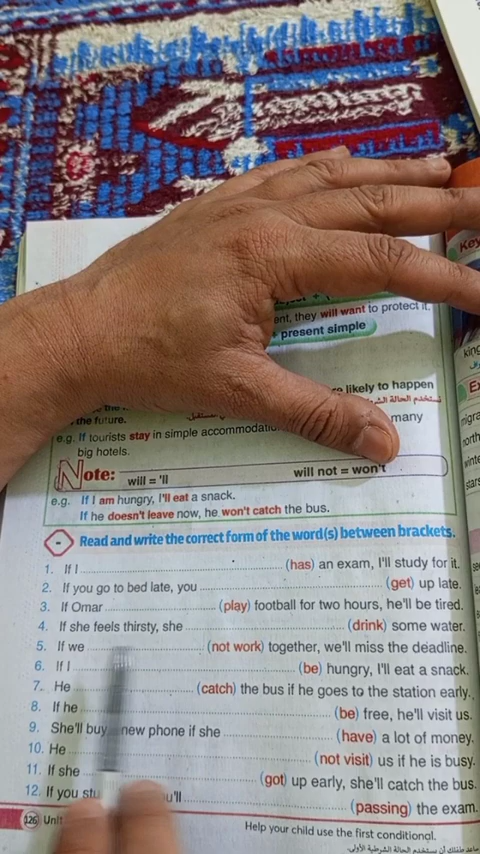 ent, they will want to protect it.
present simple
likely to happen
the future.
many
e.g. If tourists stay in simple
big hotels.
Note: will = 'll will not = won't
e.g. If I am hungry, I'll eat a snack.
If he doesn't leave now, he won't catch the bus.
- Read and write the correct form of the word(s) between brackets.
1. If I ........ (has) an exam, I'll study for it.
2. If you go to bed late, you ........ (get) up late.
3. If Omar ........ (play) football for two hours, he'll be tired.
4. If she feels thirsty, she ........ (drink) some water.
5. If we ........ (not work) together, we'll miss the deadline.
6. If I ........ (be) hungry, I'll eat a snack.
7. He ........ (catch) the bus if he goes to the station early.
8. If he ........ (be) free, he'll visit us.
9. She'll buy new phone if she ........ (have) a lot of money.
10. He ........ (not visit) us if he is busy.
11. If she ........ (got) up early, she'll catch the bus.
12. If you ........ (passing) the exam.
126 Unit
Help your child use the first conditional.
ساعد طفلك أن يستخدم الحالة الشرطية الأولى.
Key